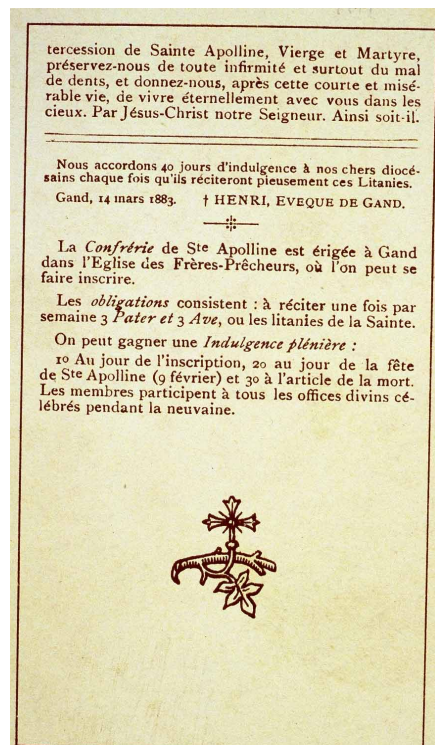 tercession de Sainte Apolline, Vierge et Martyre,
préservez-nous de toute infirmité et surtout du mal
de dents, et donnez-nous, après cette courte et misé-
rable vie, de vivre éternellement avec vous dans les
cieux. Par Jésus-Christ notre Seigneur. Ainsi soit-il.
Nous accordons 40 jours d'indulgence à nos chers diocé-
sains chaque fois qu'ils réciteront pieusement ces Litanies.
Gand, 14 mars 1883. † HENRI, EVEQUE DE GAND.
La Confrérie de Ste Apolline est érigée à Gand
dans l'Eglise des Frères-Prêcheurs, où l'on peut se
faire inscrire.
Les obligations consistent : à réciter une fois par
semaine 3 Pater et 3 Ave, ou les litanies de la Sainte.
On peut gagner une Indulgence plénière :
1o Au jour de l'inscription, 2o au jour de la fête
de Ste Apolline (9 février) et 3o à l'article de la mort.
Les membres participent à tous les offices divins cé-
lébrés pendant la neuvaine.